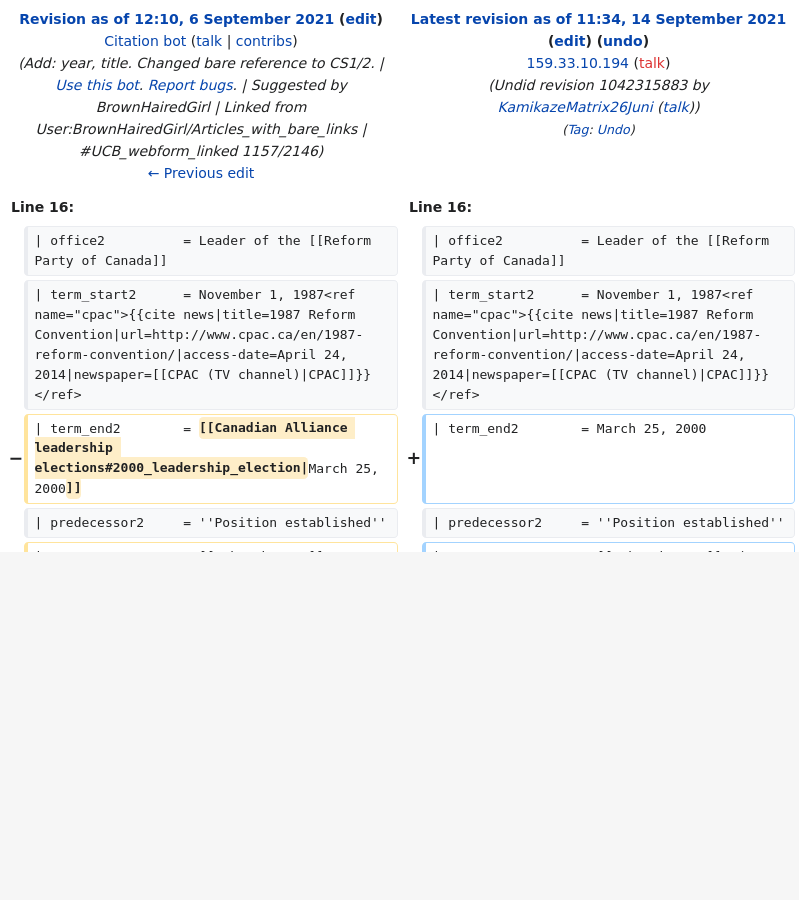 Revision as of 12:10, 6 September 2021 (edit)
Citation bot (talk | contribs)
(Add: year, title. Changed bare reference to CS1/2. |
Use this bot. Report bugs. | Suggested by
BrownHairedGirl | Linked from
User:BrownHairedGirl/Articles_with_bare_links |
#UCB_webform_linked 1157/2146)
← Previous edit
Latest revision as of 11:34, 14 September 2021
(edit) (undo)
159.33.10.194 (talk)
(Undid revision 1042315883 by
KamikazeMatrix26Juni (talk))
(Tag: Undo)
Line 16:
Line 16:
| office2          = Leader of the [[Reform
Party of Canada]]
| office2          = Leader of the [[Reform
Party of Canada]]
| term_start2      = November 1, 1987<ref
name="cpac">{{cite news|title=1987 Reform
Convention|url=http://www.cpac.ca/en/1987-
reform-convention/|access-date=April 24,
2014|newspaper=[[CPAC (TV channel)|CPAC]]}}
</ref>
| term_start2      = November 1, 1987<ref
name="cpac">{{cite news|title=1987 Reform
Convention|url=http://www.cpac.ca/en/1987-
reform-convention/|access-date=April 24,
2014|newspaper=[[CPAC (TV channel)|CPAC]]}}
</ref>
− | term_end2        = [[Canadian Alliance
leadership
elections#2000_leadership_election|March 25,
2000]]
+ | term_end2        = March 25, 2000
| predecessor2     = ''Position established''
| predecessor2     = ''Position established''